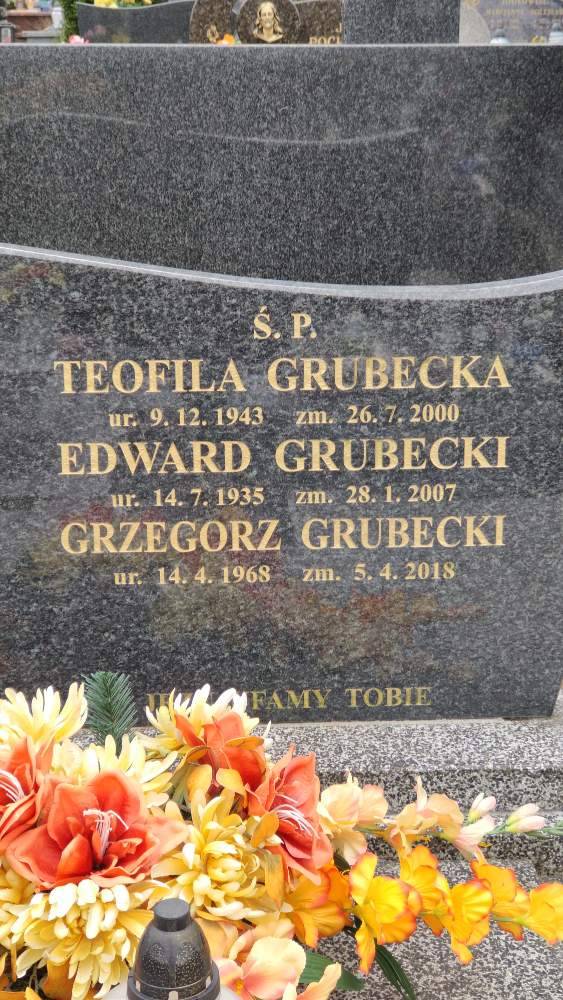 Ś. P.
TEOFILA GRUBECKA
ur. 9. 12. 1943 zm. 26. 7. 2000
EDWARD GRUBECKI
ur. 14. 7. 1935 zm. 28. 1. 2007
GRZEGORZ GRUBECKI
ur. 14. 4. 1968 zm. 5. 4. 2018
TOBIE